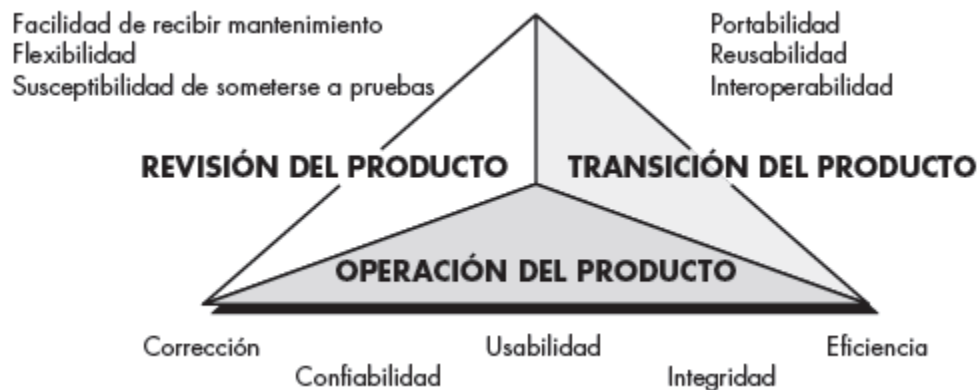 Facilidad de recibir mantenimiento
Flexibilidad
Susceptibilidad de someterse a pruebas
Portabilidad
Reusabilidad
Interoperabilidad
REVISIÓN DEL PRODUCTO
TRANSICIÓN DEL PRODUCTO
OPERACIÓN DEL PRODUCTO
Corrección
Usabilidad
Eficiencia
Confiabilidad
Integridad